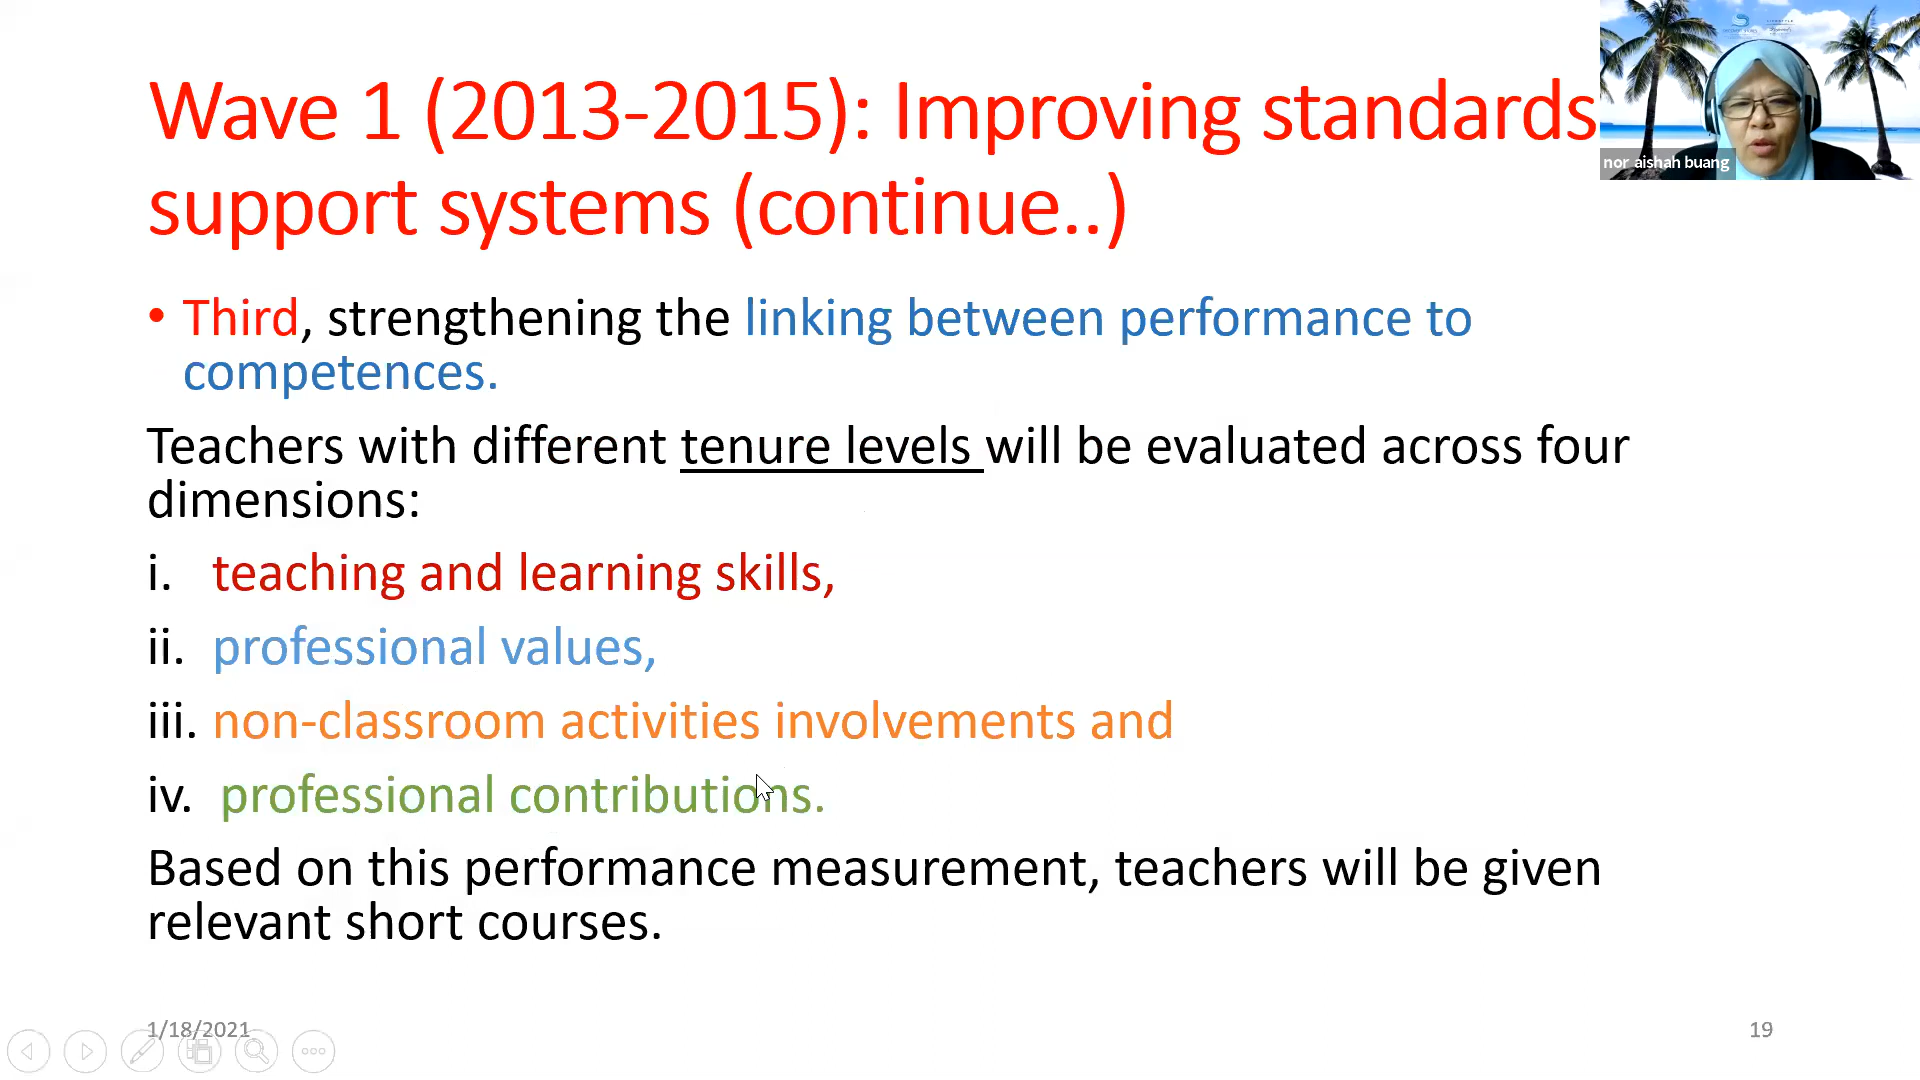 Wave 1 (2013-2015): Improving standards
support systems (continue..)
nor aishah buang
• Third, strengthening the linking between performance to
competences.
Teachers with different tenure levels will be evaluated across four
dimensions:
i. teaching and learning skills,
ii. professional values,
iii. non-classroom activities involvements and
iv. professional contributions.
Based on this performance measurement, teachers will be given
relevant short courses.
1/18/2021
19